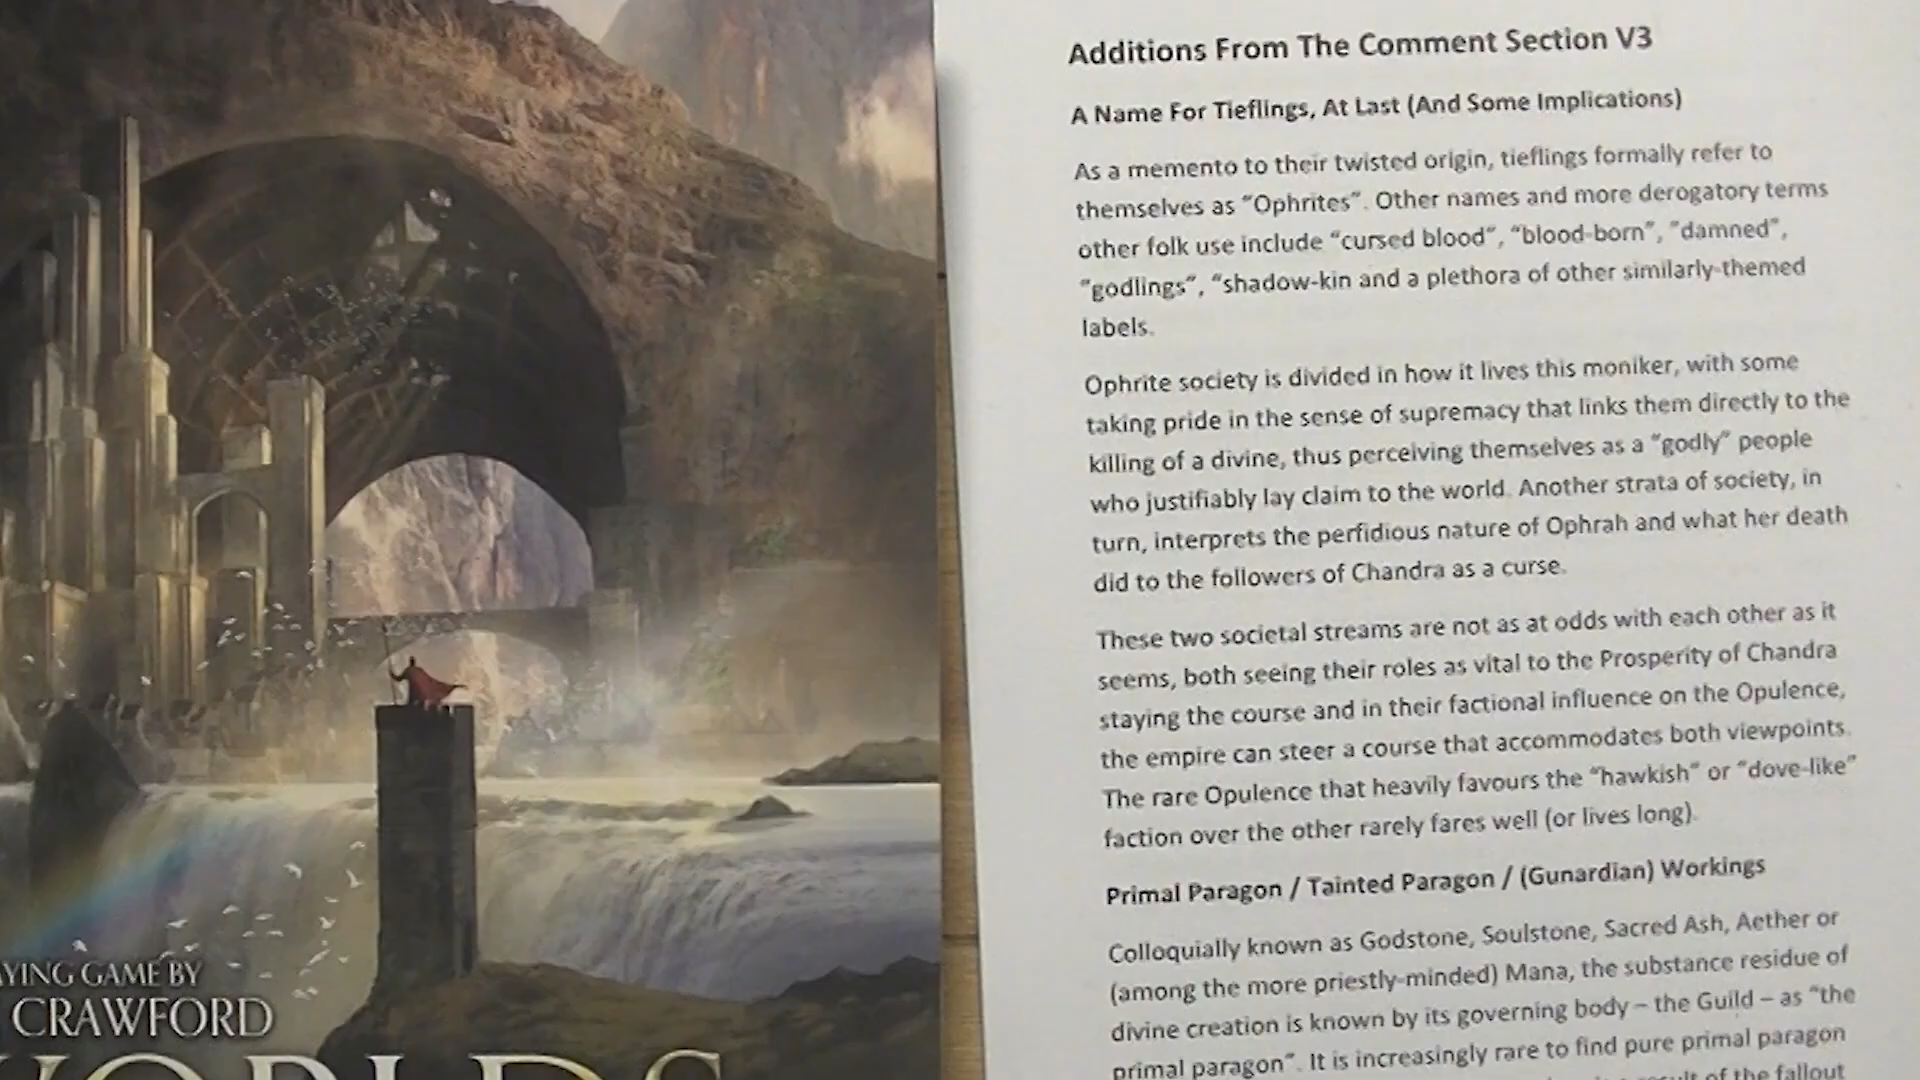 AYING GAME BY
CRAWFORD
WORLDS
Additions From The Comment Section V3
A Name For Tieflings, At Last (And Some Implications)
As a memento to their twisted origin, tieflings formally refer to
themselves as “Ophrites”. Other names and more derogatory terms
other folk use include “cursed blood”, “blood-born”, “damned”,
“godlings”, “shadow-kin and a plethora of other similarly-themed
labels.
Ophrite society is divided in how it lives this moniker, with some
taking pride in the sense of supremacy that links them directly to the
killing of a divine, thus perceiving themselves as a “godly” people
who justifiably lay claim to the world. Another strata of society, in
turn, interprets the perfidious nature of Ophrah and what her death
did to the followers of Chandra as a curse.
These two societal streams are not as at odds with each other as it
seems, both seeing their roles as vital to the Prosperity of Chandra
staying the course and in their factional influence on the Opulence,
the empire can steer a course that accommodates both viewpoints.
The rare Opulence that heavily favours the “hawkish” or “dove-like”
faction over the other rarely fares well (or lives long).
Primal Paragon / Tainted Paragon / (Gunardian) Workings
Colloquially known as Godstone, Soulstone, Sacred Ash, Aether or
(among the more priestly-minded) Mana, the substance residue of
divine creation is known by its governing body – the Guild – as “the
primal paragon”. It is increasingly rare to find pure primal paragon
result of the fallout